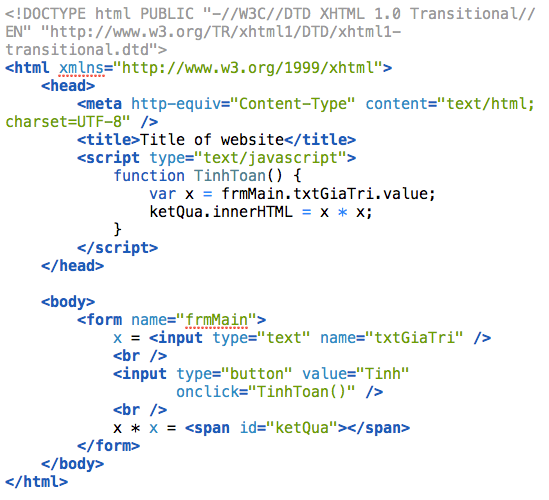 <!DOCTYPE html PUBLIC "-//W3C//DTD XHTML 1.0 Transitional//
EN" "http://www.w3.org/TR/xhtml1/DTD/xhtml1-
transitional.dtd">
<html xmlns="http://www.w3.org/1999/xhtml">
    <head>
        <meta http-equiv="Content-Type" content="text/html;
charset=UTF-8" />
        <title>Title of website</title>
        <script type="text/javascript">
            function TinhToan() {
                var x = frmMain.txtGiaTri.value;
                ketQua.innerHTML = x * x;
            }
        </script>
    </head>

    <body>
        <form name="frmMain">
            x = <input type="text" name="txtGiaTri" />
            <br />
            <input type="button" value="Tinh"
                   onclick="TinhToan()" />
            <br />
            x * x = <span id="ketQua"></span>
        </form>
    </body>
</html>